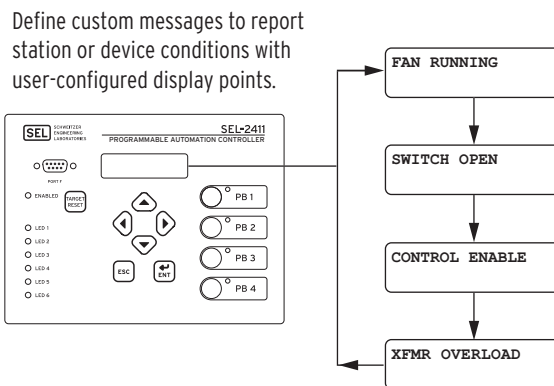 Define custom messages to report
station or device conditions with
user-configured display points.
SEL SCHWEITZER
ENGINEERING
LABORATORIES
SEL-2411
PROGRAMMABLE AUTOMATION CONTROLLER
PORT F
ENABLED
TARGET
RESET
LED 1
LED 2
LED 3
LED 4
LED 5
LED 6
ESC
ENT
PB 1
PB 2
PB 3
PB 4
FAN RUNNING
SWITCH OPEN
CONTROL ENABLE
XFMR OVERLOAD